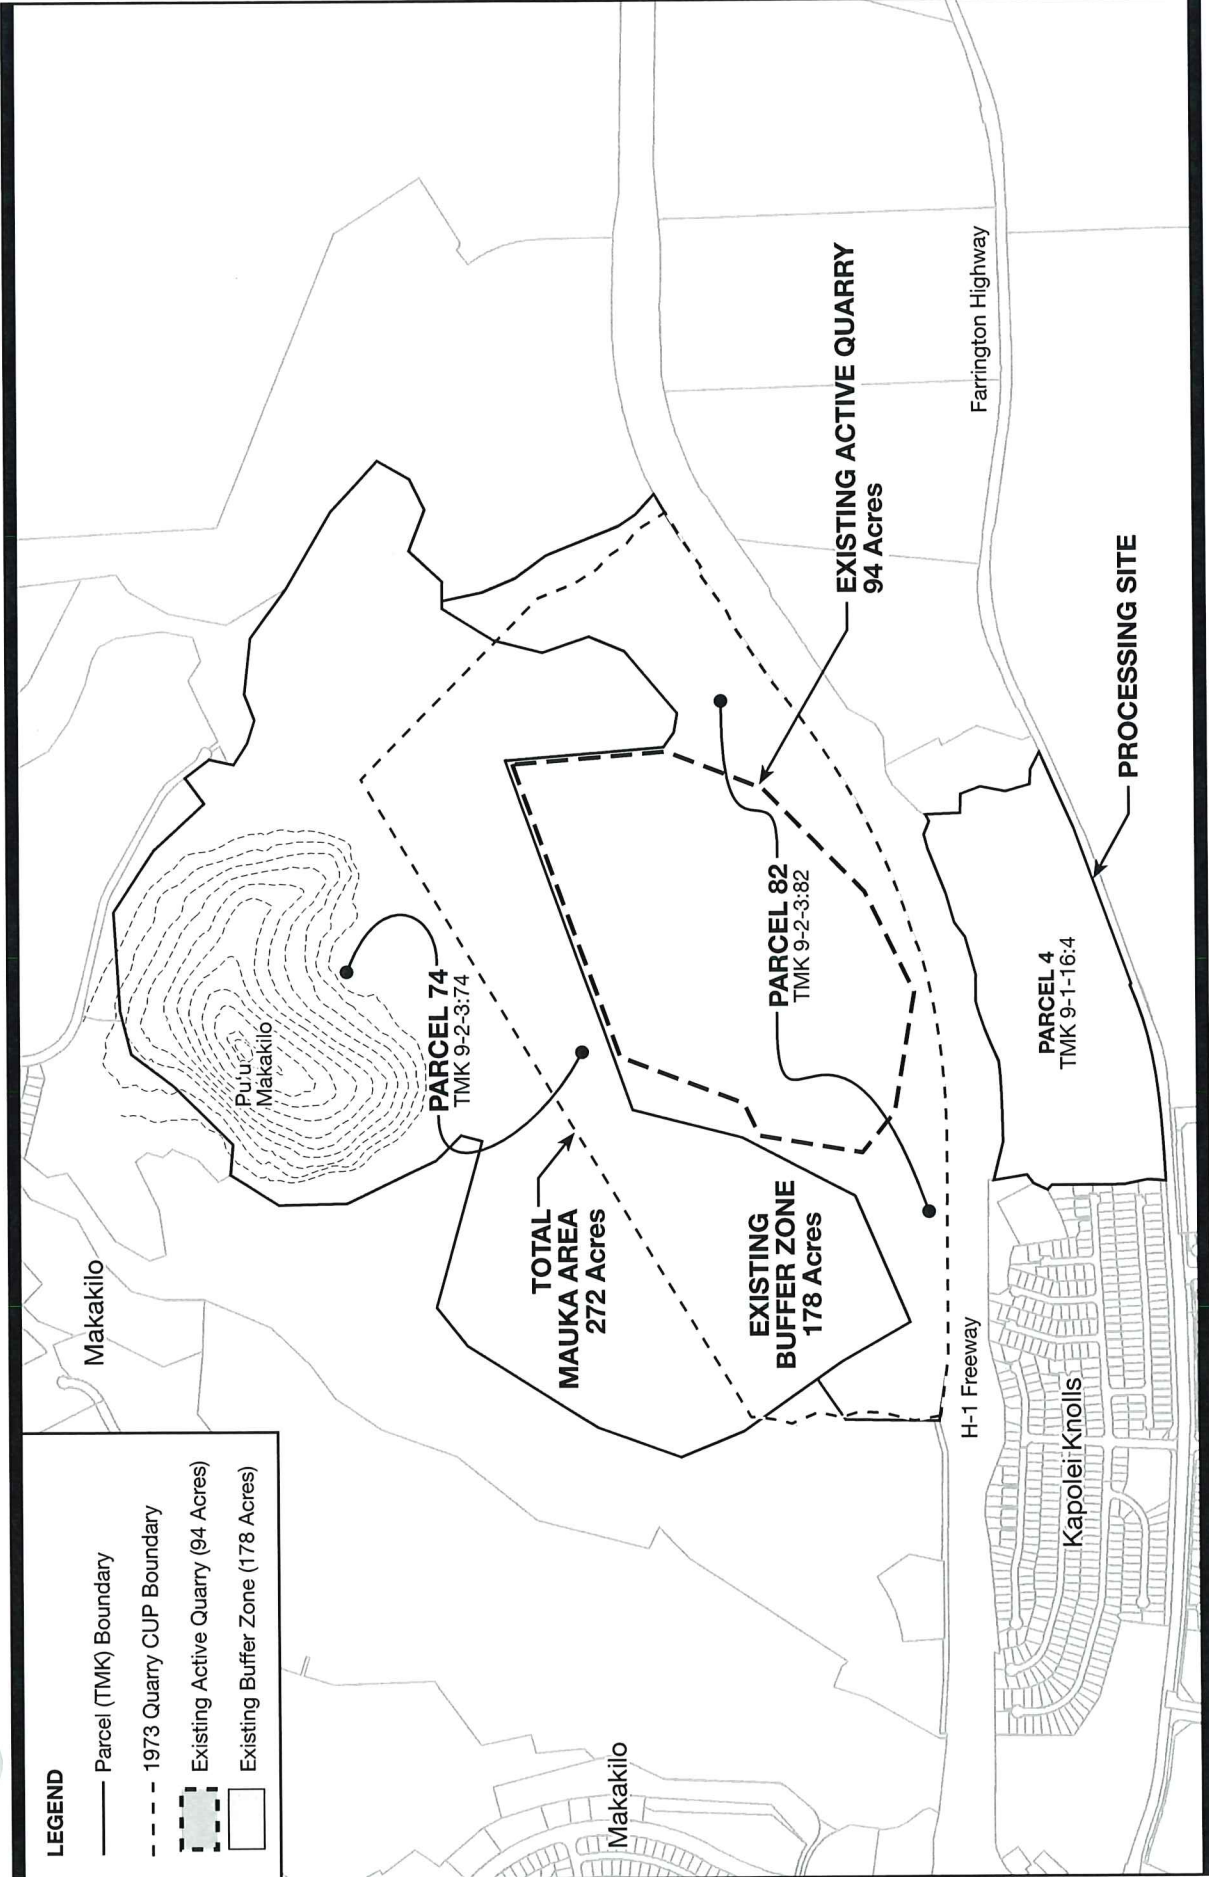 LEGEND
Parcel (TMK) Boundary
1973 Quarry CUP Boundary
Existing Active Quarry (94 Acres)
Existing Buffer Zone (178 Acres)
Makakilo
Pu'u
Makakilo
PARCEL 74
TMK 9-2-3:74
TOTAL
MAUKA AREA
272 Acres
EXISTING
BUFFER ZONE
178 Acres
PARCEL 82
TMK 9-2-3:82
EXISTING ACTIVE QUARRY
94 Acres
Makakilo
H-1 Freeway
Farrington Highway
Kapolei Knolls
PARCEL 4
TMK 9-1-16:4
PROCESSING SITE